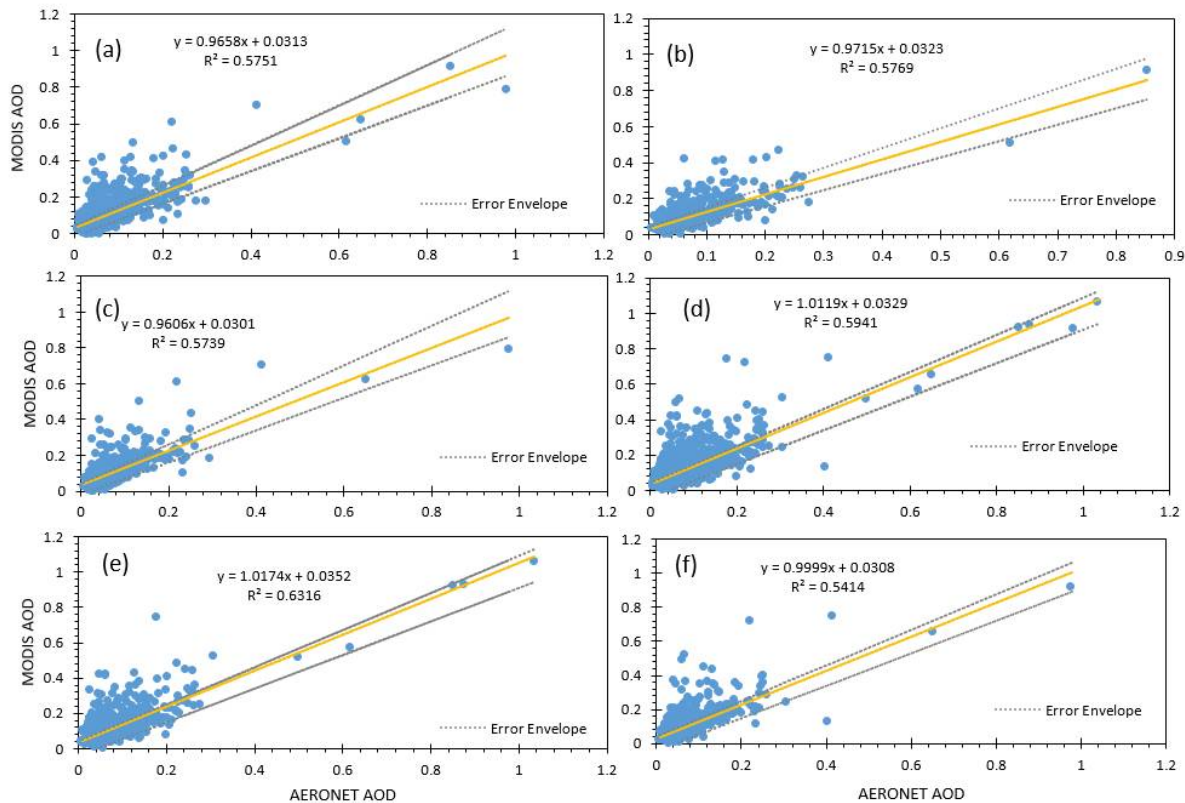 1.2
1
0.8
0.6
0.4
0.2
0
MODIS AOD
(a)
y = 0.9658x + 0.0313
R² = 0.5751
Error Envelope
0 0.2 0.4 0.6 0.8 1 1.2
1.2
1
0.8
0.6
0.4
0.2
0
(b)
y = 0.9715x + 0.0323
R² = 0.5769
Error Envelope
0 0.1 0.2 0.3 0.4 0.5 0.6 0.7 0.8 0.9
1.2
1
0.8
0.6
0.4
0.2
0
MODIS AOD
(c)
y = 0.9606x + 0.0301
R² = 0.5739
Error Envelope
0 0.2 0.4 0.6 0.8 1 1.2
1.2
1
0.8
0.6
0.4
0.2
0
(d)
y = 1.0119x + 0.0329
R² = 0.5941
Error Envelope
0 0.2 0.4 0.6 0.8 1 1.2
1.2
1
0.8
0.6
0.4
0.2
0
MODIS AOD
(e)
y = 1.0174x + 0.0352
R² = 0.6316
Error Envelope
0 0.2 0.4 0.6 0.8 1 1.2
AERONET AOD
1.2
1
0.8
0.6
0.4
0.2
0
(f)
y = 0.9999x + 0.0308
R² = 0.5414
Error Envelope
0 0.2 0.4 0.6 0.8 1 1.2
AERONET AOD